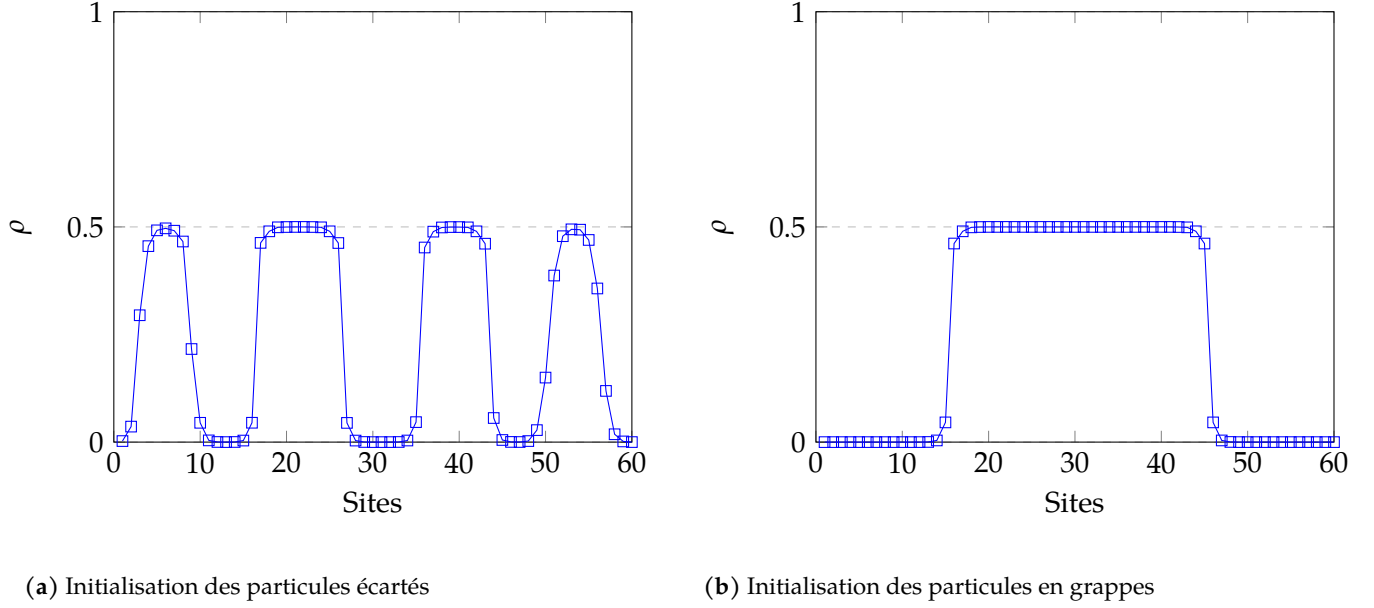 1
0.5
0
ρ
0 10 20 30 40 50 60
Sites
(a) Initialisation des particules écartés
1
0.5
0
ρ
0 10 20 30 40 50 60
Sites
(b) Initialisation des particules en grappes